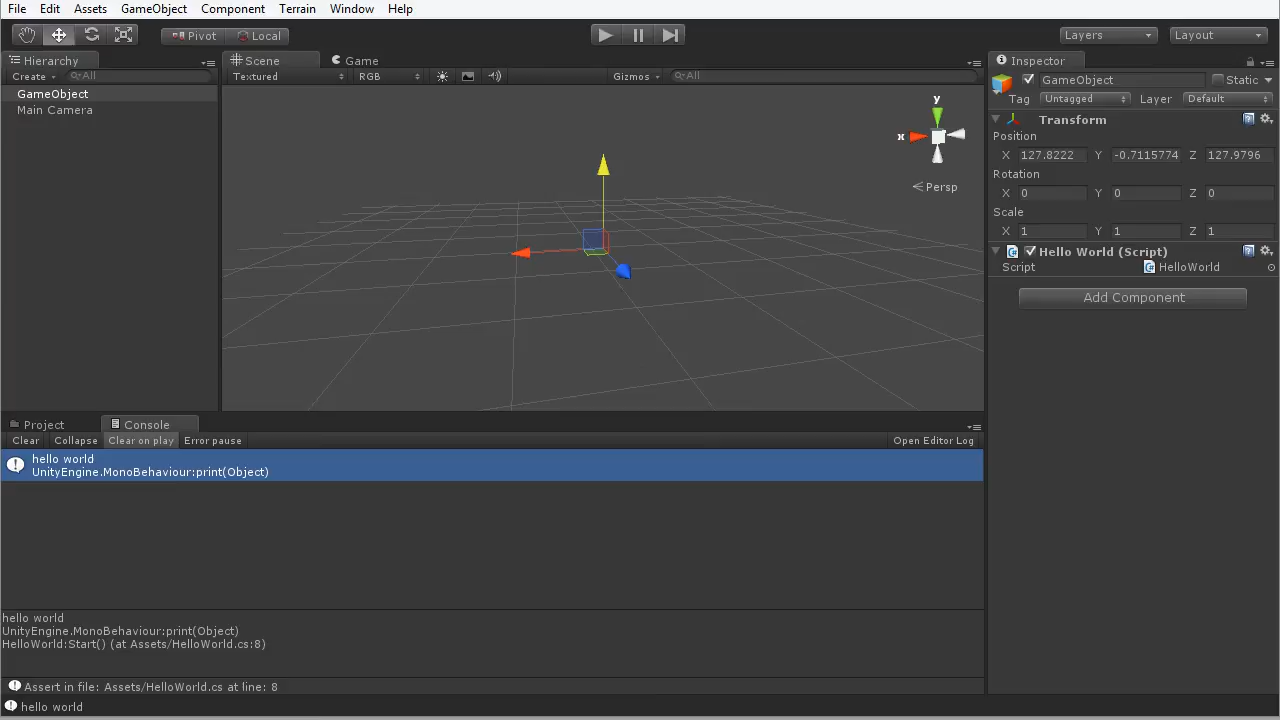 File Edit Assets GameObject Component Terrain Window Help
Pivot Local Layers Layout
Hierarchy
Create All
GameObject
Main Camera
Scene Game
Textured RGB Gizmos All
y
x
Persp
Inspector
GameObject Static
Tag Untagged Layer Default
Transform
Position
X 127.8222 Y -0.7115774 Z 127.9796
Rotation
X 0 Y 0 Z 0
Scale
X 1 Y 1 Z 1
Hello World (Script)
Script HelloWorld
Add Component
Project Console
Clear Collapse Clear on play Error pause Open Editor Log
hello world
UnityEngine.MonoBehaviour:print(Object)
hello world
UnityEngine.MonoBehaviour:print(Object)
HelloWorld:Start() (at Assets/HelloWorld.cs:8)
Assert in file: Assets/HelloWorld.cs at line: 8
hello world